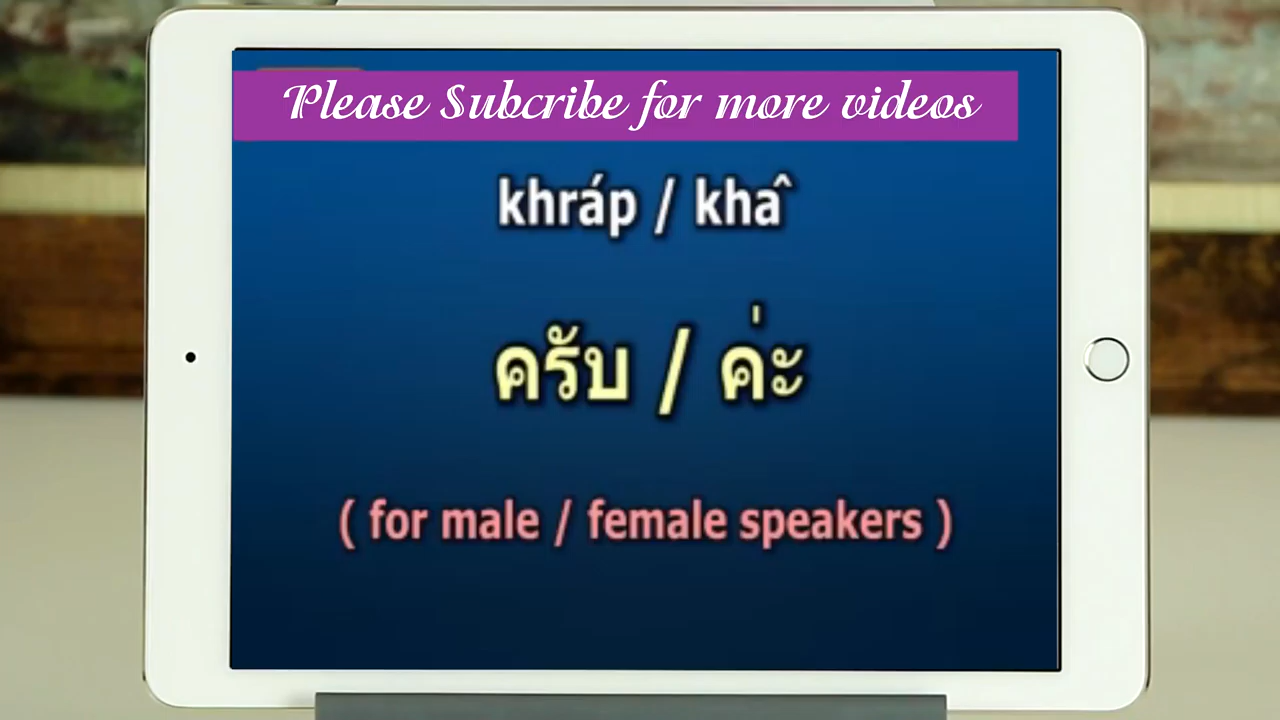 Please Subcribe for more videos
khráp / khâ
ครับ / ค่ะ
( for male / female speakers )